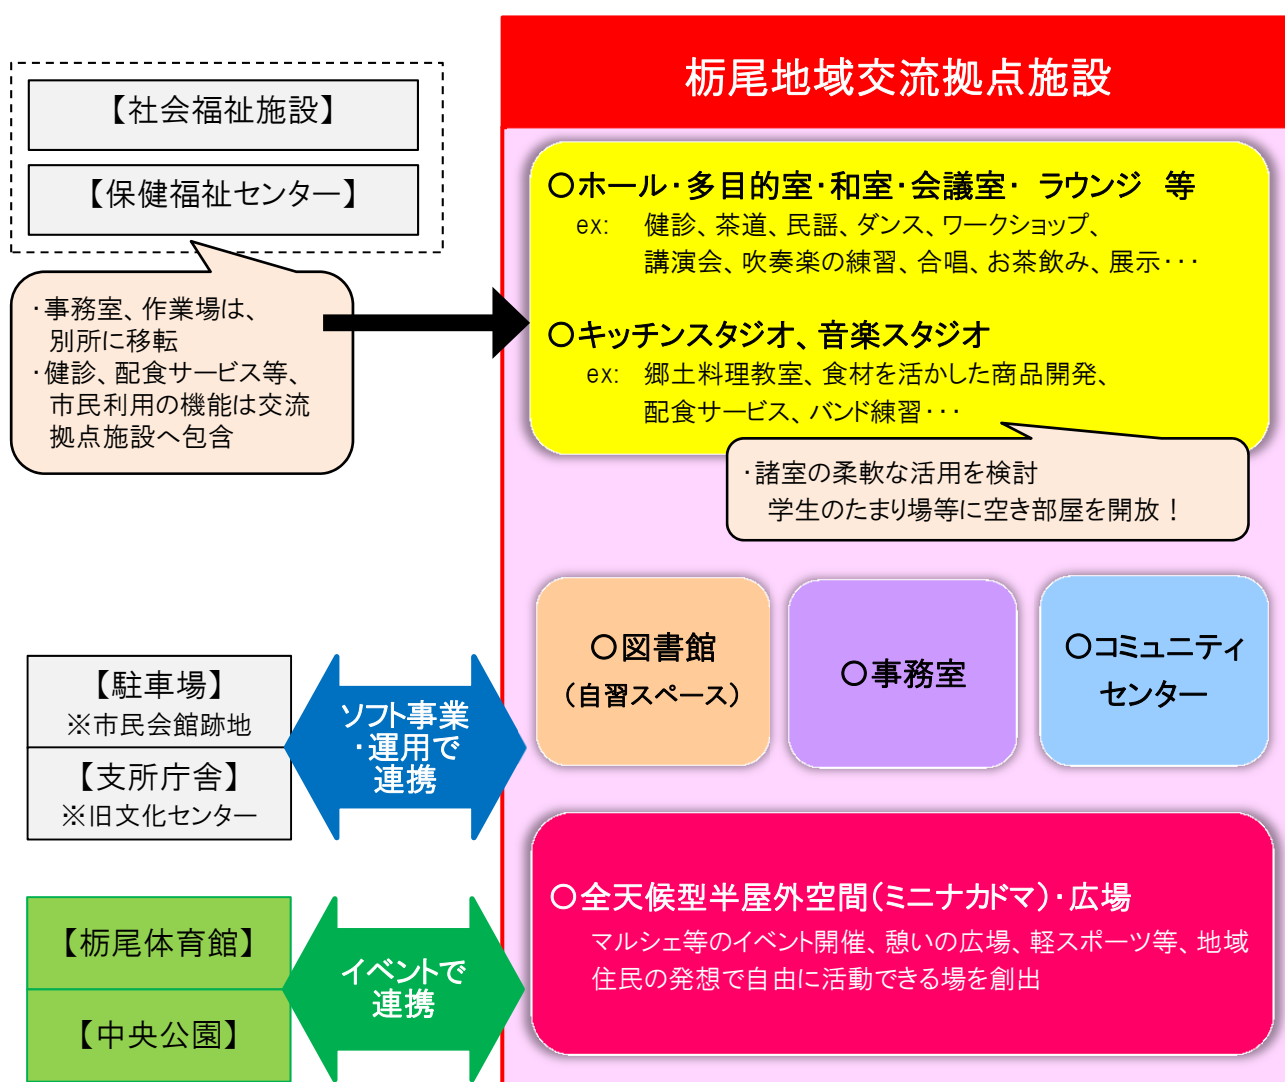 栃尾地域交流拠点施設
【社会福祉施設】
【保健福祉センター】
・事務室、作業場は、
別所に移転
・健診、配食サービス等、
市民利用の機能は交流
拠点施設へ包含
〇ホール・多目的室・和室・会議室・ ラウンジ 等
ex: 健診、茶道、民謡、ダンス、ワークショップ、
講演会、吹奏楽の練習、合唱、お茶飲み、展示・・・
〇キッチンスタジオ、音楽スタジオ
ex: 郷土料理教室、食材を活かした商品開発、
配食サービス、バンド練習・・・
・諸室の柔軟な活用を検討
学生のたまり場等に空き部屋を開放！
〇図書館
（自習スペース）
〇事務室
〇コミュニティ
センター
【駐車場】
※市民会館跡地
【支所庁舎】
※旧文化センター
ソフト事業
・運用で
連携
〇全天候型半屋外空間（ミニナカドマ）・広場
マルシェ等のイベント開催、憩いの広場、軽スポーツ等、地域
住民の発想で自由に活動できる場を創出
【栃尾体育館】
【中央公園】
イベントで
連携